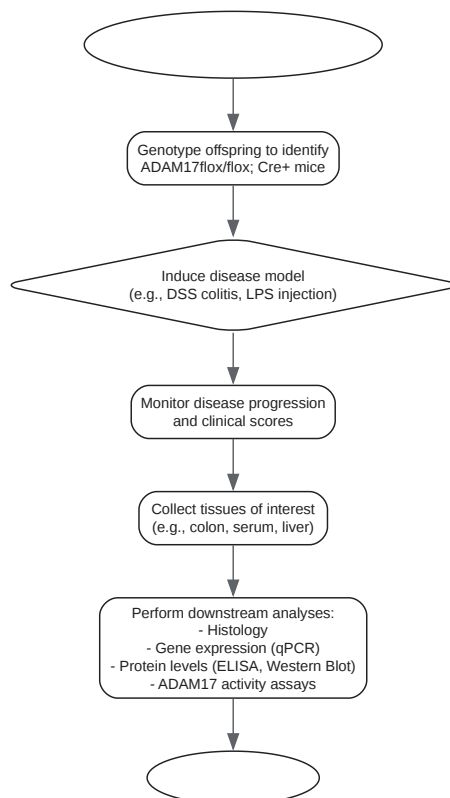 Genotype offspring to identify
ADAM17flox/flox; Cre+ mice
Induce disease model
(e.g., DSS colitis, LPS injection)
Monitor disease progression
and clinical scores
Collect tissues of interest
(e.g., colon, serum, liver)
Perform downstream analyses:
- Histology
- Gene expression (qPCR)
- Protein levels (ELISA, Western Blot)
- ADAM17 activity assays